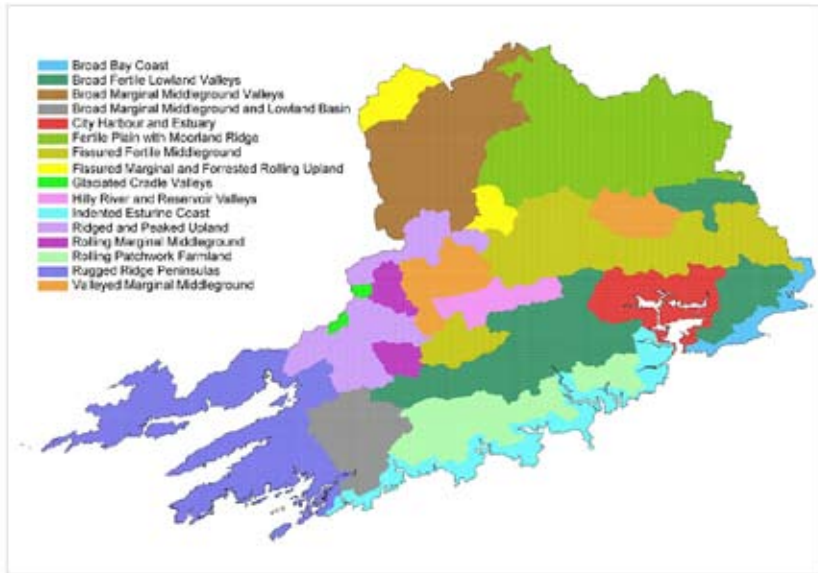 Broad Bay Coast
Broad Fertile Lowland Valleys
Broad Marginal Middleground Valleys
Broad Marginal Middleground and Lowland Basin
City Harbour and Estuary
Fertile Plain with Moorland Ridge
Fissured Fertile Middleground
Fissured Marginal and Forrested Rolling Upland
Glaciated Cradle Valleys
Hilly River and Reservoir Valleys
Indented Esturine Coast
Ridged and Peaked Upland
Rolling Marginal Middleground
Rolling Patchwork Farmland
Rugged Ridge Peninsulas
Valleyed Marginal Middleground